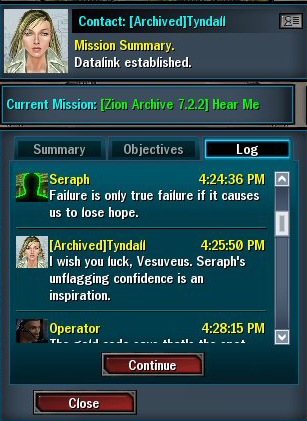 Contact: [Archived]Tyndall
Mission Summary.
Datalink established.
Current Mission: [Zion Archive 7.2.2] Hear Me
Summary
Objectives
Log
Seraph 4:24:36 PM
Failure is only true failure if it causes
us to lose hope.
[Archived]Tyndall 4:25:50 PM
I wish you luck, Vesuveus. Seraph's
unflagging confidence is an
inspiration.
Operator 4:28:15 PM
Continue
Close